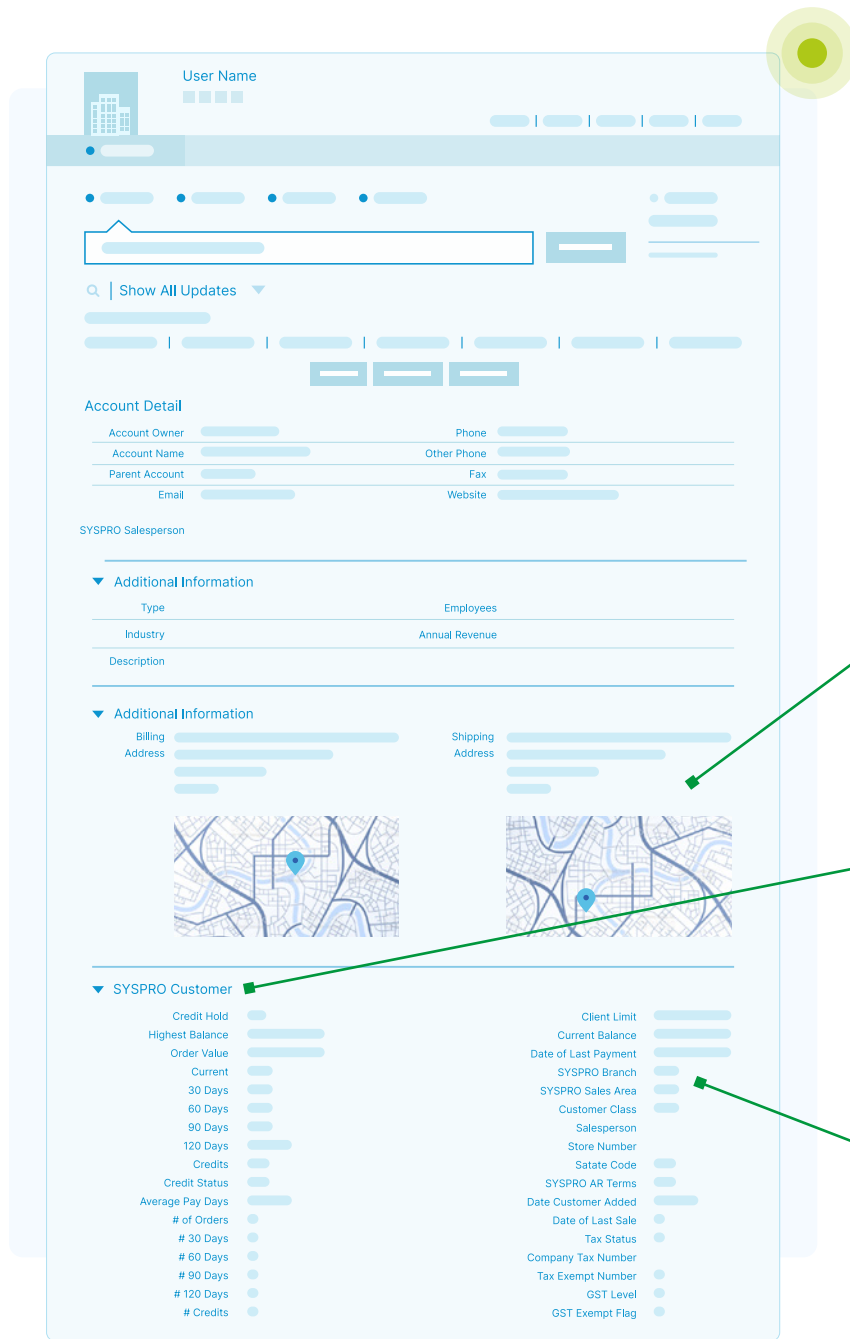 User Name
Show All Updates
Account Detail
Account Owner
Phone
Account Name
Other Phone
Parent Account
Fax
Email
Website
SYSPRO Salesperson
Additional Information
Type
Employees
Industry
Annual Revenue
Description
Additional Information
Billing
Address
Shipping
Address
SYSPRO Customer
Credit Hold
Highest Balance
Order Value
Current
30 Days
60 Days
90 Days
120 Days
Credits
Credit Status
Average Pay Days
# of Orders
# 30 Days
# 60 Days
# 90 Days
# 120 Days
# Credits
Client Limit
Current Balance
Date of Last Payment
SYSPRO Branch
SYSPRO Sales Area
Customer Class
Salesperson
Store Number
Satate Code
SYSPRO AR Terms
Date Customer Added
Date of Last Sale
Tax Status
Company Tax Number
Tax Exempt Number
GST Level
GST Exempt Flag